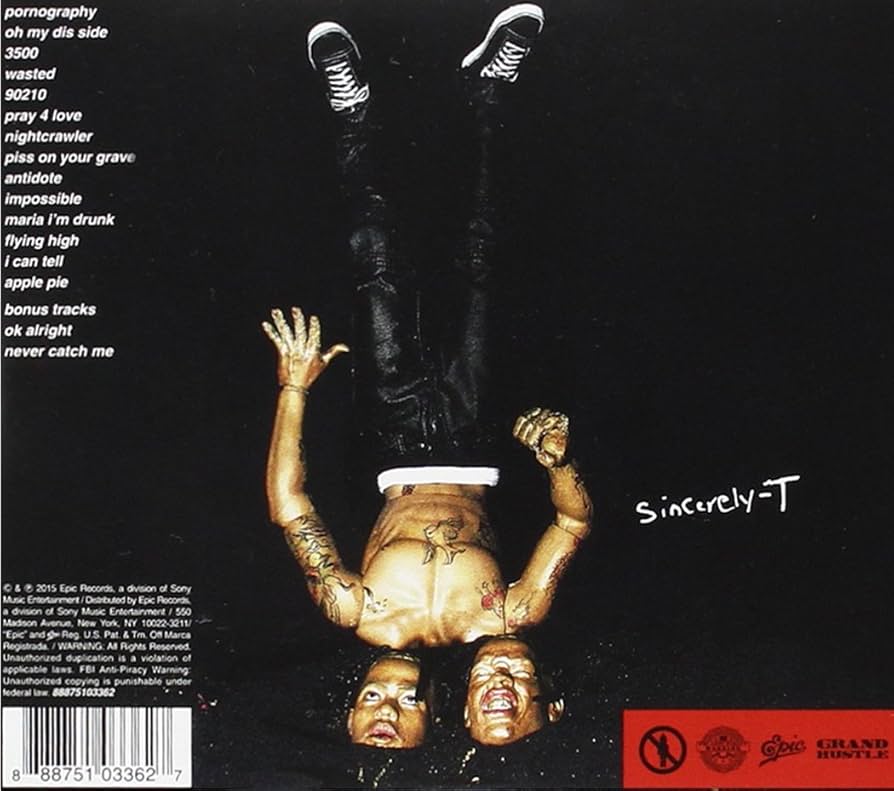 pornography
oh my dis side
3500
wasted
90210
pray 4 love
nightcrawler
piss on your grave
antidote
impossible
maria i'm drunk
flying high
i can tell
apple pie
bonus tracks
ok alright
never catch me
sincerely-T
© & ℗ 2015 Epic Records, a division of Sony
Music Entertainment / Distributed by Epic Records,
a division of Sony Music Entertainment / 550
Madison Avenue, New York, NY 10022-3211/
"Epic" and Reg. U.S. Pat. & Tm. Off Marca
Registrada. / WARNING: All Rights Reserved.
Unauthorized duplication is a violation of
applicable laws. FBI Anti-Piracy Warning:
Unauthorized copying is punishable under
federal law. 88875103362
8 88751 03362 7
Epic
GRAND
HUSTLE